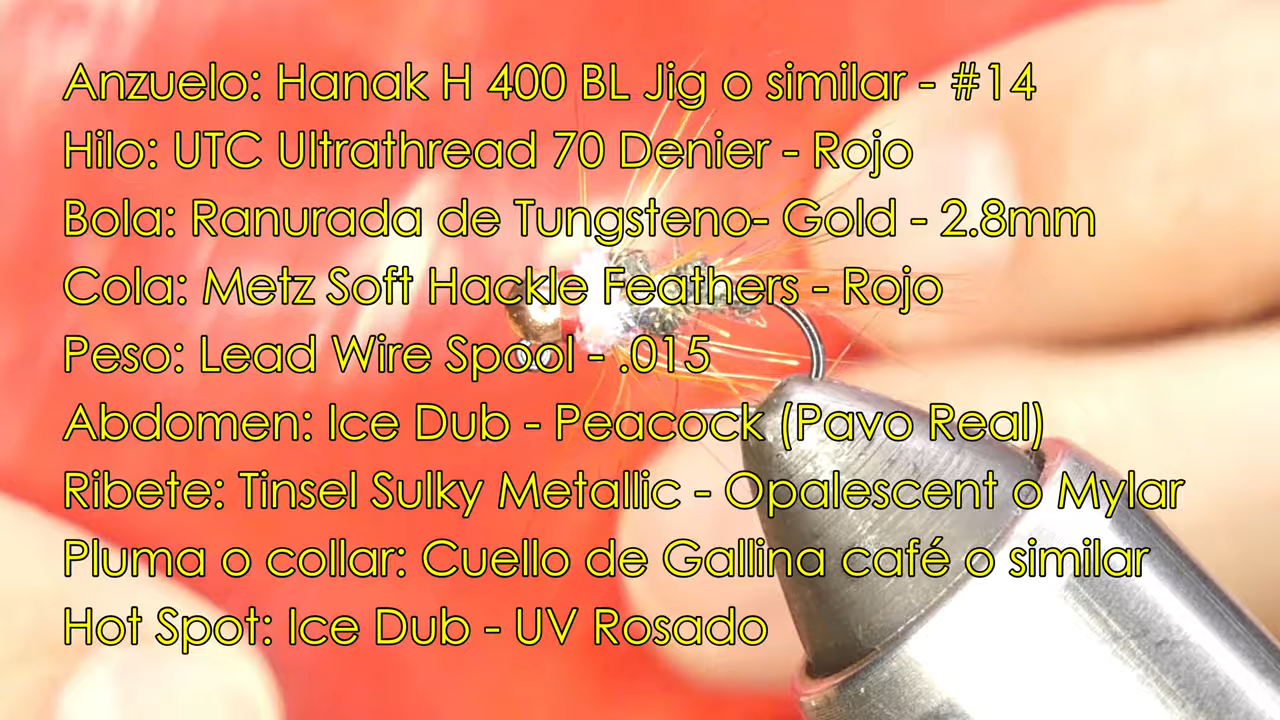 Anzuelo: Hanak H 400 BL Jig o similar - #14
Hilo: UTC Ultrathread 70 Denier - Rojo
Bola: Ranurada de Tungsteno- Gold - 2.8mm
Cola: Metz Soft Hackle Feathers - Rojo
Peso: Lead Wire Spool - .015
Abdomen: Ice Dub - Peacock (Pavo Real)
Ribete: Tinsel Sulky Metallic - Opalescent o Mylar
Pluma o collar: Cuello de Gallina café o similar
Hot Spot: Ice Dub - UV Rosado